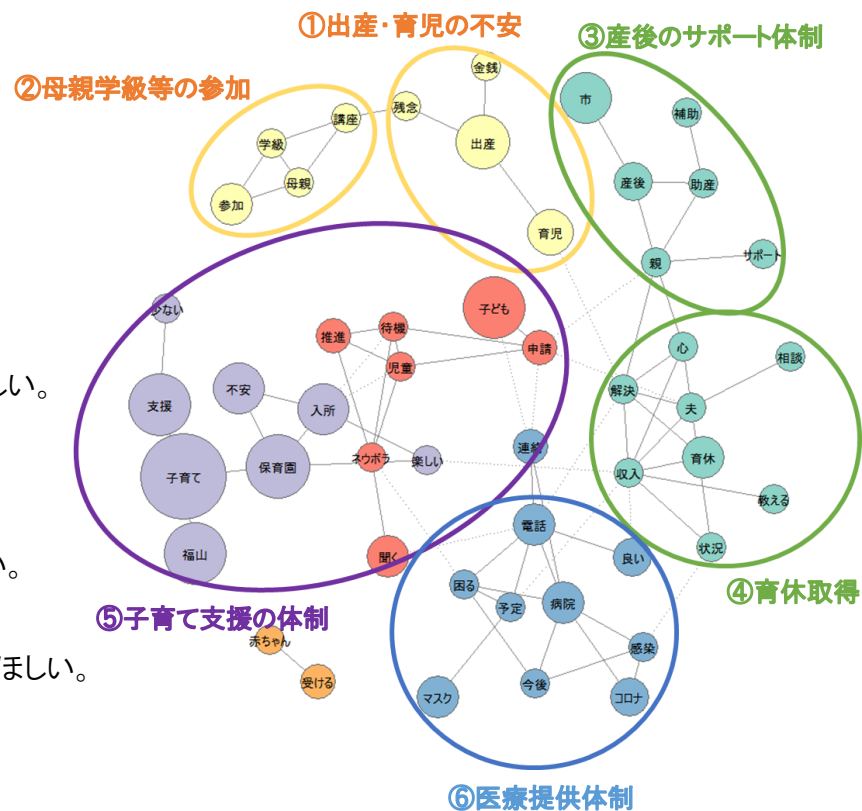 ①出産・育児の不安
③産後のサポート体制
②母親学級等の参加
金銭
市
残念
補助
講座
学級
出産
母親
産後
助産
参加
育児
親
サポート
少ない
子ども
待機
推進
申請
心
相談
児童
しい。
不安
解決
支援
入所
夫
連絡
ネウボラ
楽しい
育休
保育園
収入
子育て
教える
電話
状況
福山
聞く
良い
い。
困る
④育休取得
予定
病院
⑤子育て支援の体制
赤ちゃん
感染
ほしい。
受ける
今後
マスク
コロナ
⑥医療提供体制